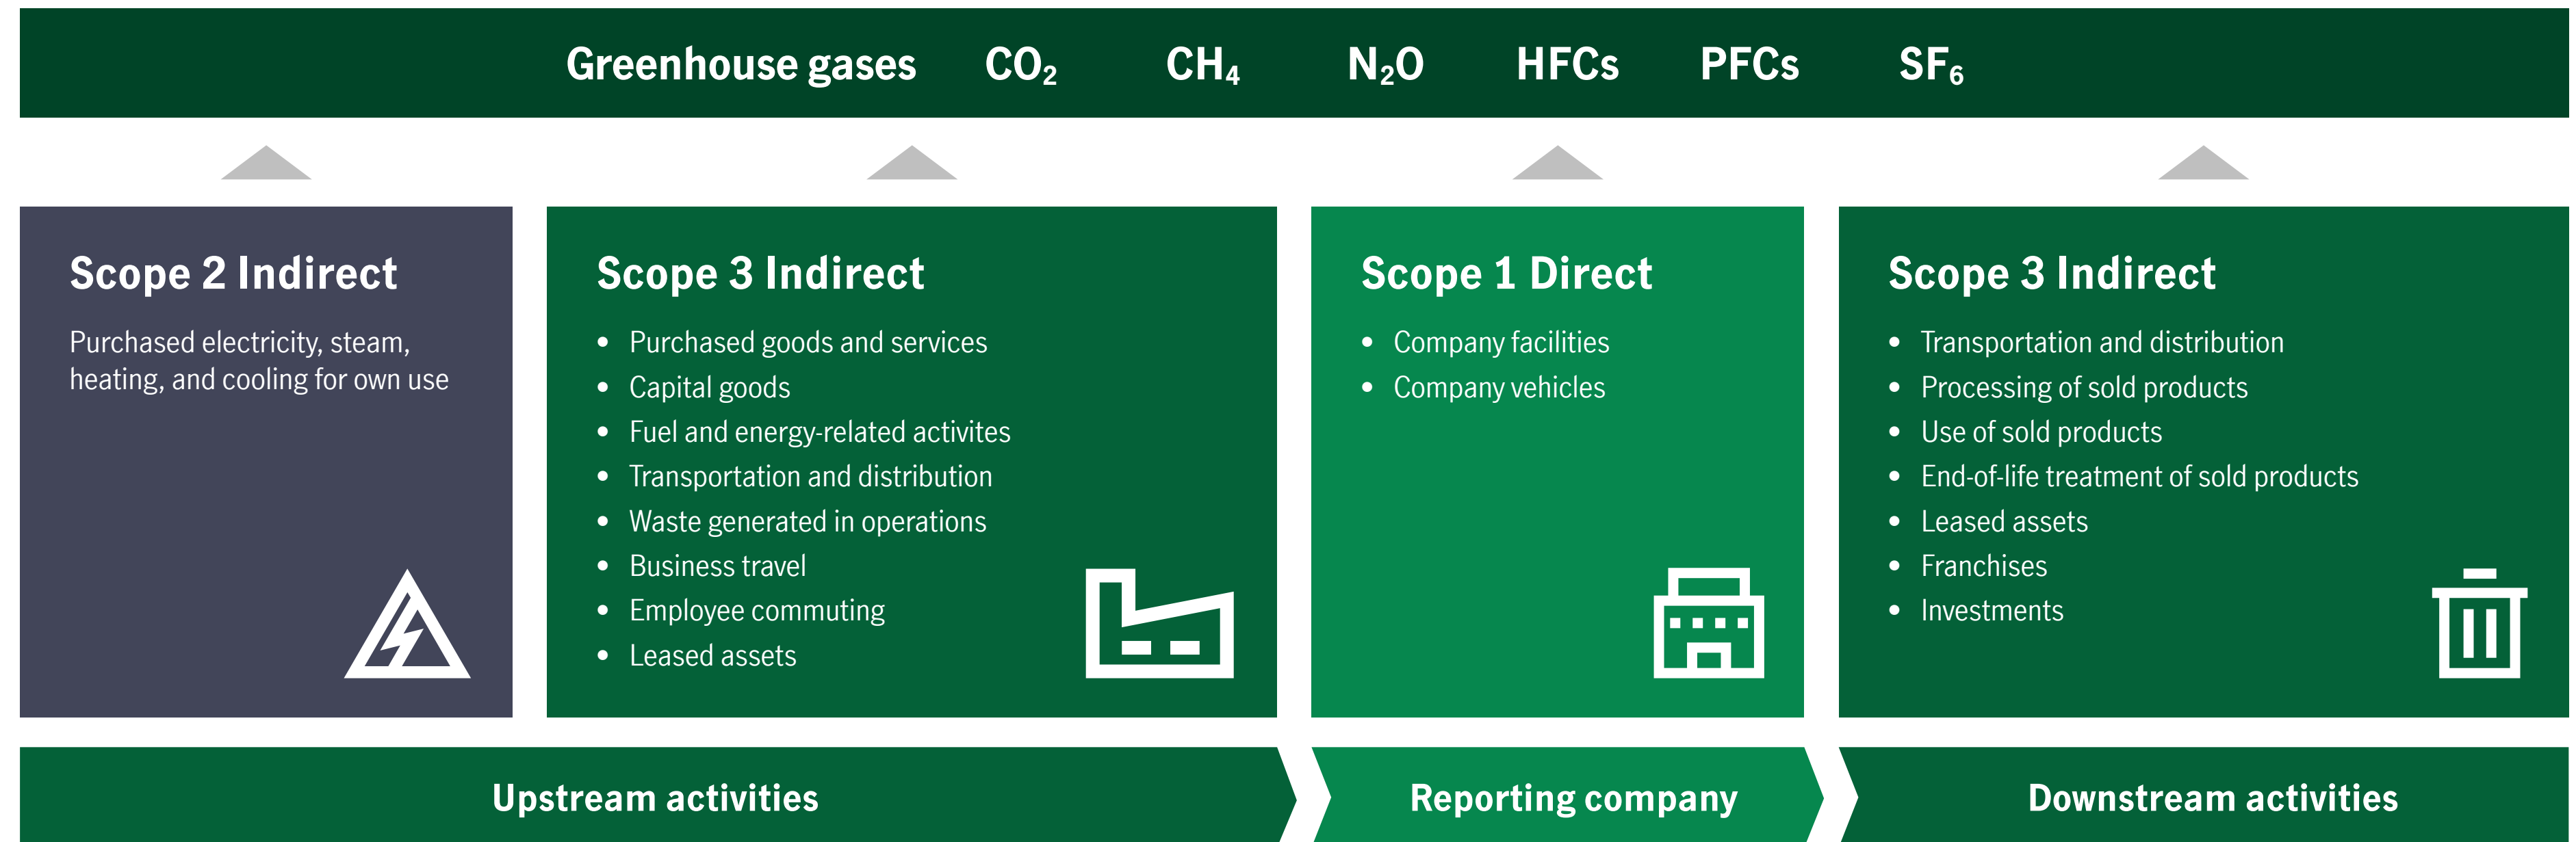 Greenhouse gases CO₂ CH₄ N₂O HFCs PFCs SF₆
Scope 2 Indirect
Purchased electricity, steam,
heating, and cooling for own use
Scope 3 Indirect
• Purchased goods and services
• Capital goods
• Fuel and energy-related activites
• Transportation and distribution
• Waste generated in operations
• Business travel
• Employee commuting
• Leased assets
Scope 1 Direct
• Company facilities
• Company vehicles
Scope 3 Indirect
• Transportation and distribution
• Processing of sold products
• Use of sold products
• End-of-life treatment of sold products
• Leased assets
• Franchises
• Investments
Upstream activities
Reporting company
Downstream activities